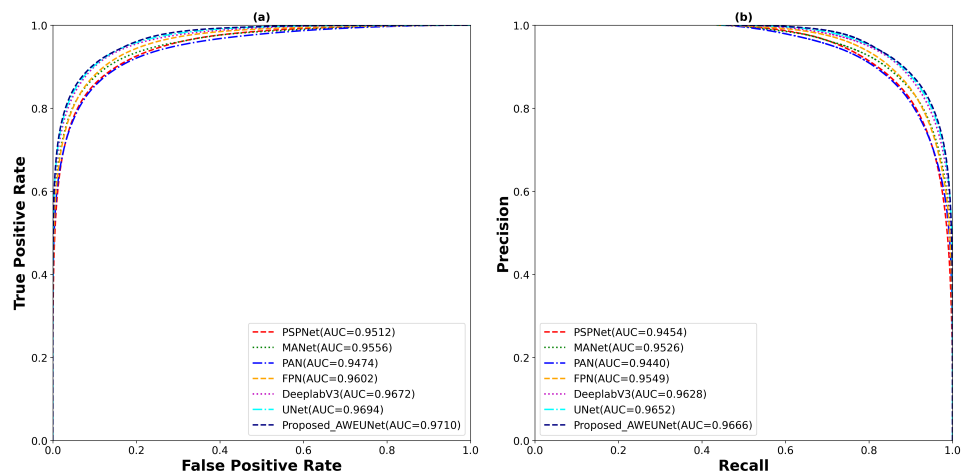 (a)
True Positive Rate
1.0
0.8
0.6
0.4
0.2
0.0
PSPNet(AUC=0.9512)
MANet(AUC=0.9556)
PAN(AUC=0.9474)
FPN(AUC=0.9602)
DeeplabV3(AUC=0.9672)
UNet(AUC=0.9694)
Proposed_AWEUNet(AUC=0.9710)
0.0 0.2 0.4 0.6 0.8 1.0
False Positive Rate
(b)
Precision
1.0
0.8
0.6
0.4
0.2
0.0
PSPNet(AUC=0.9454)
MANet(AUC=0.9526)
PAN(AUC=0.9440)
FPN(AUC=0.9549)
DeeplabV3(AUC=0.9628)
UNet(AUC=0.9652)
Proposed_AWEUNet(AUC=0.9666)
0.0 0.2 0.4 0.6 0.8 1.0
Recall